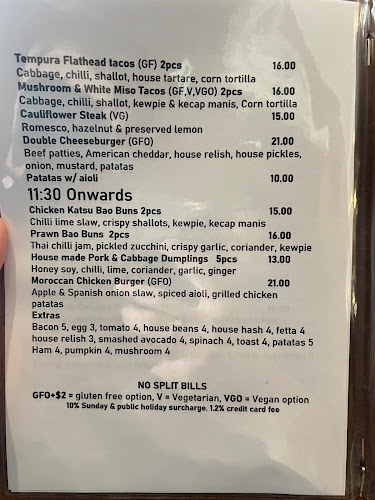 Tempura Flathead tacos (GF) 2pcs 16.00
Cabbage, chilli, shallot, house tartare, corn tortilla
Mushroom & White Miso Tacos (GF,V,VGO) 2pcs 16.00
Cabbage, chilli, shallot, kewpie & kecap manis, Corn tortilla
Cauliflower Steak (VG) 15.00
Romesco, hazelnut & preserved lemon
Double Cheeseburger (GFO) 21.00
Beef patties, American cheddar, house relish, house pickles,
onion, mustard, patatas
Patatas w/ aioli 10.00
11:30 Onwards
Chicken Katsu Bao Buns 2pcs 15.00
Chilli lime slaw, crispy shallots, kewpie, kecap manis
Prawn Bao Buns 2pcs 16.00
Thai chilli jam, pickled zucchini, crispy garlic, coriander, kewpie
House made Pork & Cabbage Dumplings 5pcs 13.00
Honey soy, chilli, lime, coriander, garlic, ginger
Moroccan Chicken Burger (GFO) 21.00
Apple & Spanish onion slaw, spiced aioli, grilled chicken
patatas
Extras
Bacon 5, egg 3, tomato 4, house beans 4, house hash 4, fetta 4
house relish 3, smashed avocado 4, spinach 4, toast 4, patatas 5
Ham 4, pumpkin 4, mushroom 4
NO SPLIT BILLS
GFO+$2 = gluten free option, V = Vegetarian, VGO = Vegan option
10% Sunday & public holiday surcharge. 1.2% credit card fee